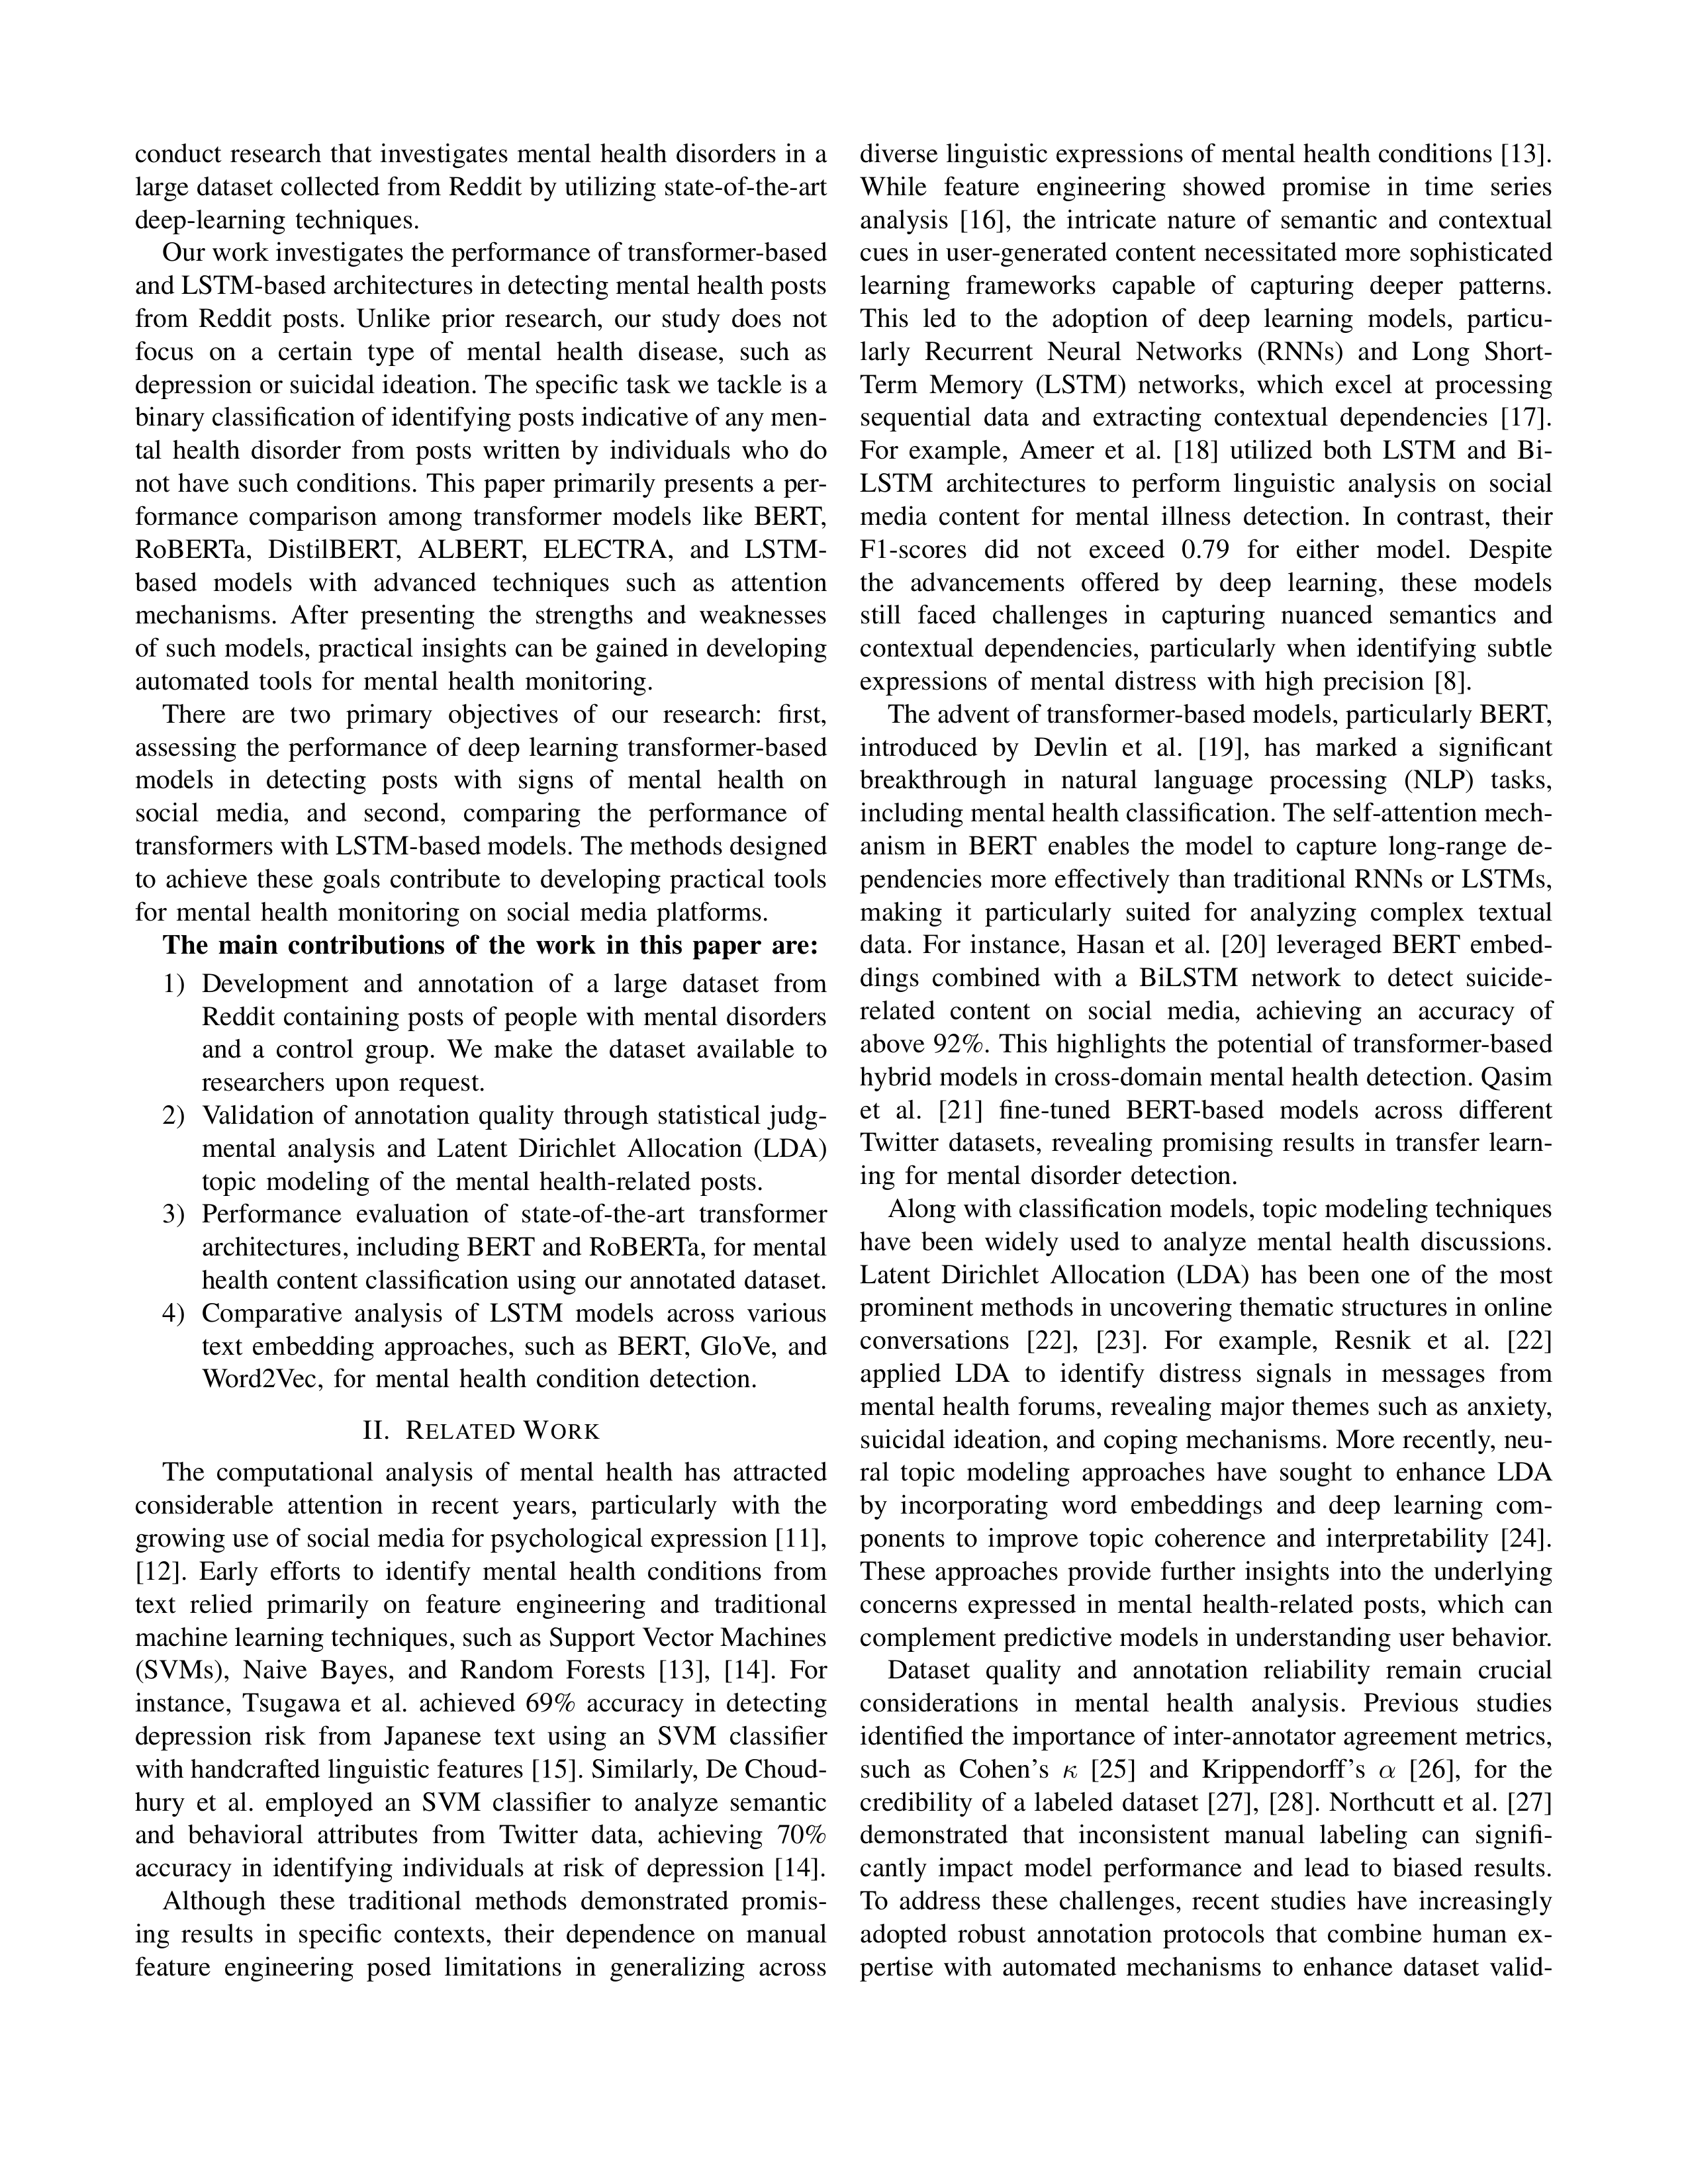 conduct research that investigates mental health disorders in a
large dataset collected from Reddit by utilizing state-of-the-art
deep-learning techniques.
Our work investigates the performance of transformer-based
and LSTM-based architectures in detecting mental health posts
from Reddit posts. Unlike prior research, our study does not
focus on a certain type of mental health disease, such as
depression or suicidal ideation. The specific task we tackle is a
binary classification of identifying posts indicative of any men-
tal health disorder from posts written by individuals who do
not have such conditions. This paper primarily presents a per-
formance comparison among transformer models like BERT,
RoBERTa, DistilBERT, ALBERT, ELECTRA, and LSTM-
based models with advanced techniques such as attention
mechanisms. After presenting the strengths and weaknesses
of such models, practical insights can be gained in developing
automated tools for mental health monitoring.
There are two primary objectives of our research: first,
assessing the performance of deep learning transformer-based
models in detecting posts with signs of mental health on
social media, and second, comparing the performance of
transformers with LSTM-based models. The methods designed
to achieve these goals contribute to developing practical tools
for mental health monitoring on social media platforms.
The main contributions of the work in this paper are:
1) Development and annotation of a large dataset from
Reddit containing posts of people with mental disorders
and a control group. We make the dataset available to
researchers upon request.
2) Validation of annotation quality through statistical judg-
mental analysis and Latent Dirichlet Allocation (LDA)
topic modeling of the mental health-related posts.
3) Performance evaluation of state-of-the-art transformer
architectures, including BERT and RoBERTa, for mental
health content classification using our annotated dataset.
4) Comparative analysis of LSTM models across various
text embedding approaches, such as BERT, GloVe, and
Word2Vec, for mental health condition detection.
II. RELATED WORK
The computational analysis of mental health has attracted
considerable attention in recent years, particularly with the
growing use of social media for psychological expression [11],
[12]. Early efforts to identify mental health conditions from
text relied primarily on feature engineering and traditional
machine learning techniques, such as Support Vector Machines
(SVMs), Naive Bayes, and Random Forests [13], [14]. For
instance, Tsugawa et al. achieved 69% accuracy in detecting
depression risk from Japanese text using an SVM classifier
with handcrafted linguistic features [15]. Similarly, De Choud-
hury et al. employed an SVM classifier to analyze semantic
and behavioral attributes from Twitter data, achieving 70%
accuracy in identifying individuals at risk of depression [14].
Although these traditional methods demonstrated promis-
ing results in specific contexts, their dependence on manual
feature engineering posed limitations in generalizing across
diverse linguistic expressions of mental health conditions [13].
While feature engineering showed promise in time series
analysis [16], the intricate nature of semantic and contextual
cues in user-generated content necessitated more sophisticated
learning frameworks capable of capturing deeper patterns.
This led to the adoption of deep learning models, particu-
larly Recurrent Neural Networks (RNNs) and Long Short-
Term Memory (LSTM) networks, which excel at processing
sequential data and extracting contextual dependencies [17].
For example, Ameer et al. [18] utilized both LSTM and Bi-
LSTM architectures to perform linguistic analysis on social
media content for mental illness detection. In contrast, their
F1-scores did not exceed 0.79 for either model. Despite
the advancements offered by deep learning, these models
still faced challenges in capturing nuanced semantics and
contextual dependencies, particularly when identifying subtle
expressions of mental distress with high precision [8].
The advent of transformer-based models, particularly BERT,
introduced by Devlin et al. [19], has marked a significant
breakthrough in natural language processing (NLP) tasks,
including mental health classification. The self-attention mech-
anism in BERT enables the model to capture long-range de-
pendencies more effectively than traditional RNNs or LSTMs,
making it particularly suited for analyzing complex textual
data. For instance, Hasan et al. [20] leveraged BERT embed-
dings combined with a BiLSTM network to detect suicide-
related content on social media, achieving an accuracy of
above 92%. This highlights the potential of transformer-based
hybrid models in cross-domain mental health detection. Qasim
et al. [21] fine-tuned BERT-based models across different
Twitter datasets, revealing promising results in transfer learn-
ing for mental disorder detection.
Along with classification models, topic modeling techniques
have been widely used to analyze mental health discussions.
Latent Dirichlet Allocation (LDA) has been one of the most
prominent methods in uncovering thematic structures in online
conversations [22], [23]. For example, Resnik et al. [22]
applied LDA to identify distress signals in messages from
mental health forums, revealing major themes such as anxiety,
suicidal ideation, and coping mechanisms. More recently, neu-
ral topic modeling approaches have sought to enhance LDA
by incorporating word embeddings and deep learning com-
ponents to improve topic coherence and interpretability [24].
These approaches provide further insights into the underlying
concerns expressed in mental health-related posts, which can
complement predictive models in understanding user behavior.
Dataset quality and annotation reliability remain crucial
considerations in mental health analysis. Previous studies
identified the importance of inter-annotator agreement metrics,
such as Cohen's κ [25] and Krippendorff's α [26], for the
credibility of a labeled dataset [27], [28]. Northcutt et al. [27]
demonstrated that inconsistent manual labeling can signifi-
cantly impact model performance and lead to biased results.
To address these challenges, recent studies have increasingly
adopted robust annotation protocols that combine human ex-
pertise with automated mechanisms to enhance dataset valid-